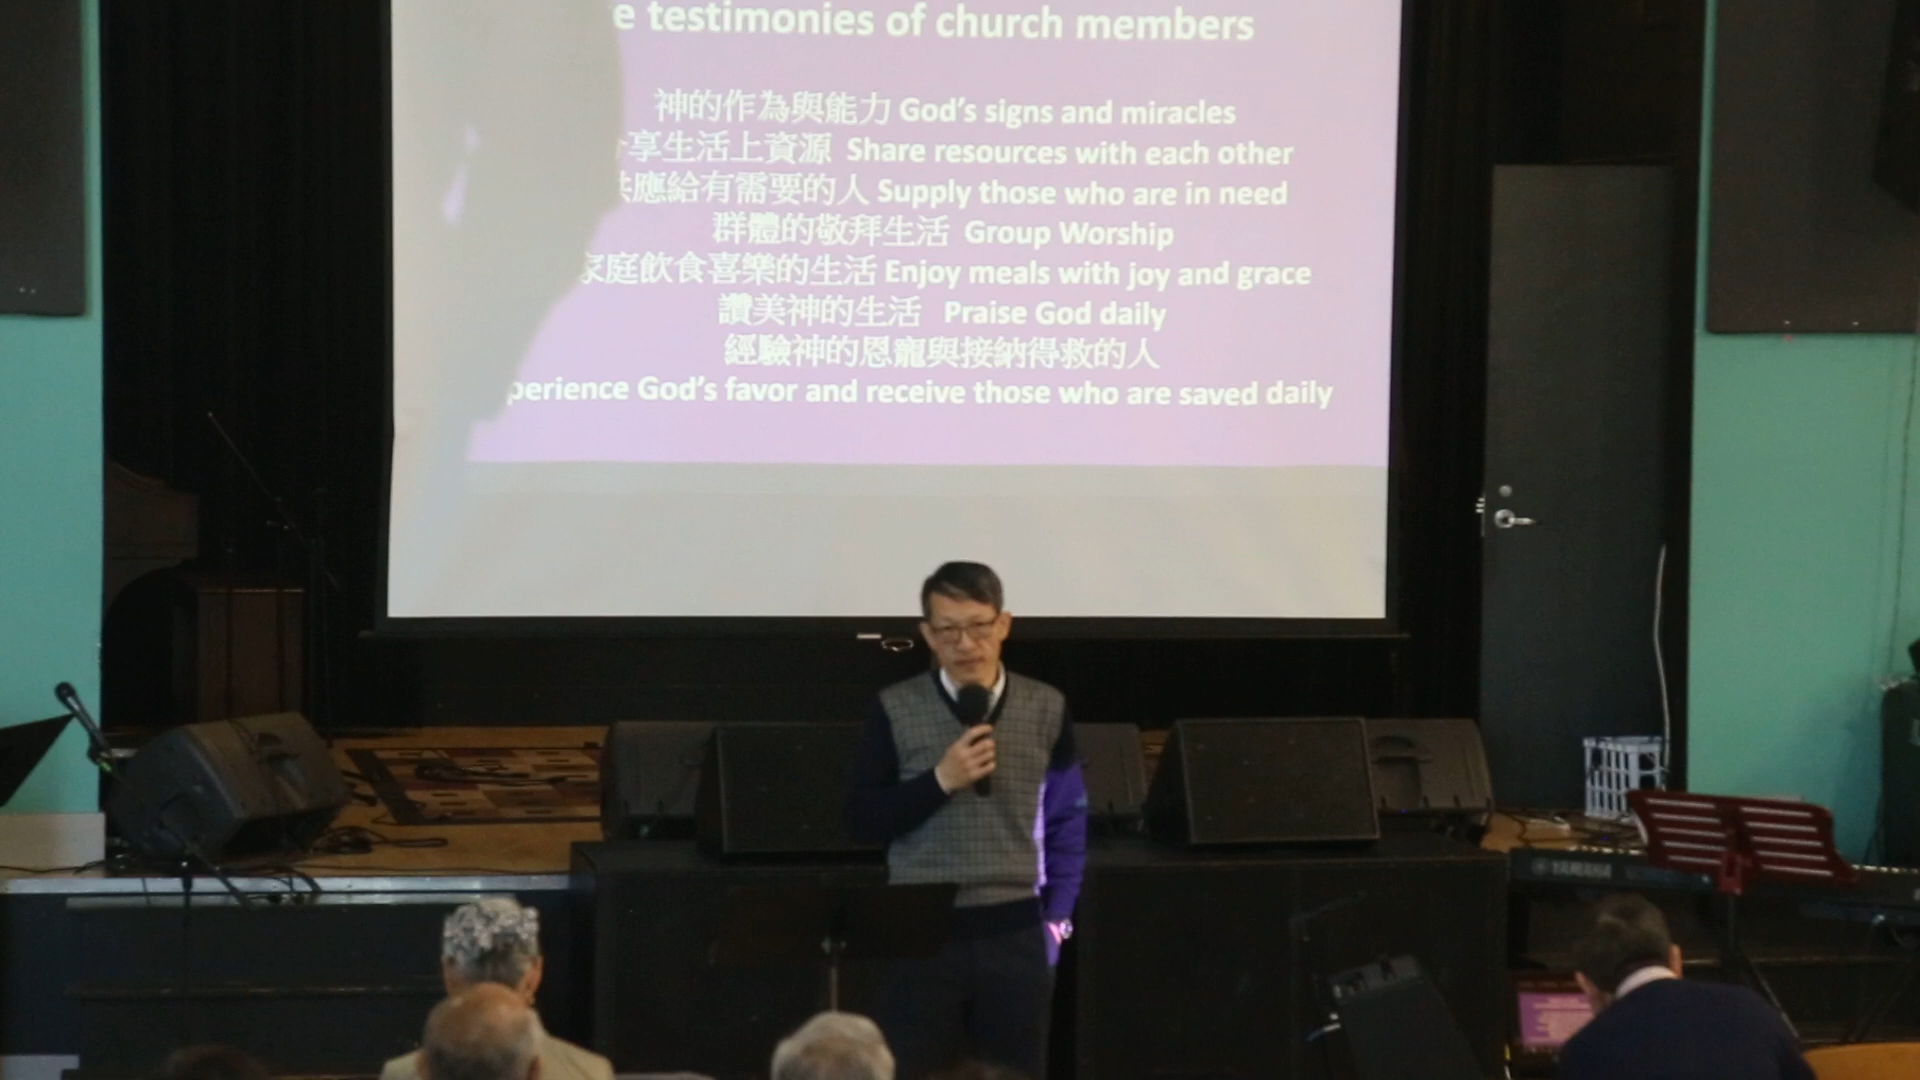 testimonies of church members
神的作為與能力 God's signs and miracles
享生活上資源 Share resources with each other
應給有需要的人 Supply those who are in need
群體的敬拜生活 Group Worship
家庭飲食喜樂的生活 Enjoy meals with joy and grace
讚美神的生活 Praise God daily
經驗神的恩寵與接納得救的人
perience God's favor and receive those who are saved daily
YAMAHA